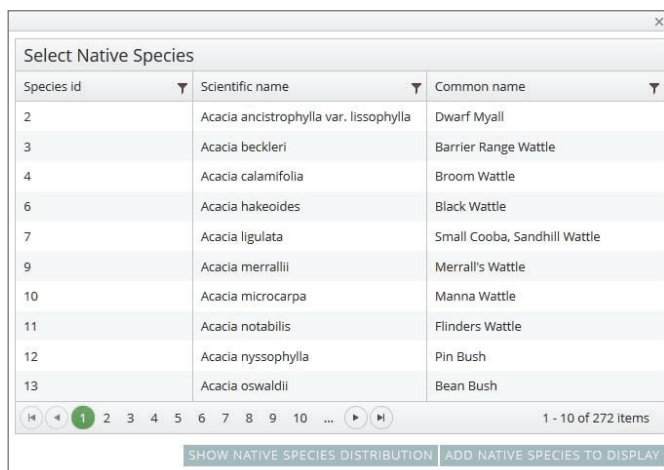 Select Native Species
Species id Scientific name Common name
2 Acacia ancistrophylla var. lissophylla Dwarf Myall
3 Acacia beckleri Barrier Range Wattle
4 Acacia calamifolia Broom Wattle
6 Acacia hakeoides Black Wattle
7 Acacia ligulata Small Cooba, Sandhill Wattle
9 Acacia merrallii Merrall's Wattle
10 Acacia microcarpa Manna Wattle
11 Acacia notabilis Flinders Wattle
12 Acacia nyssophylla Pin Bush
13 Acacia oswaldii Bean Bush
1 2 3 4 5 6 7 8 9 10 ... 1 - 10 of 272 items
SHOW NATIVE SPECIES DISTRIBUTION ADD NATIVE SPECIES TO DISPLAY